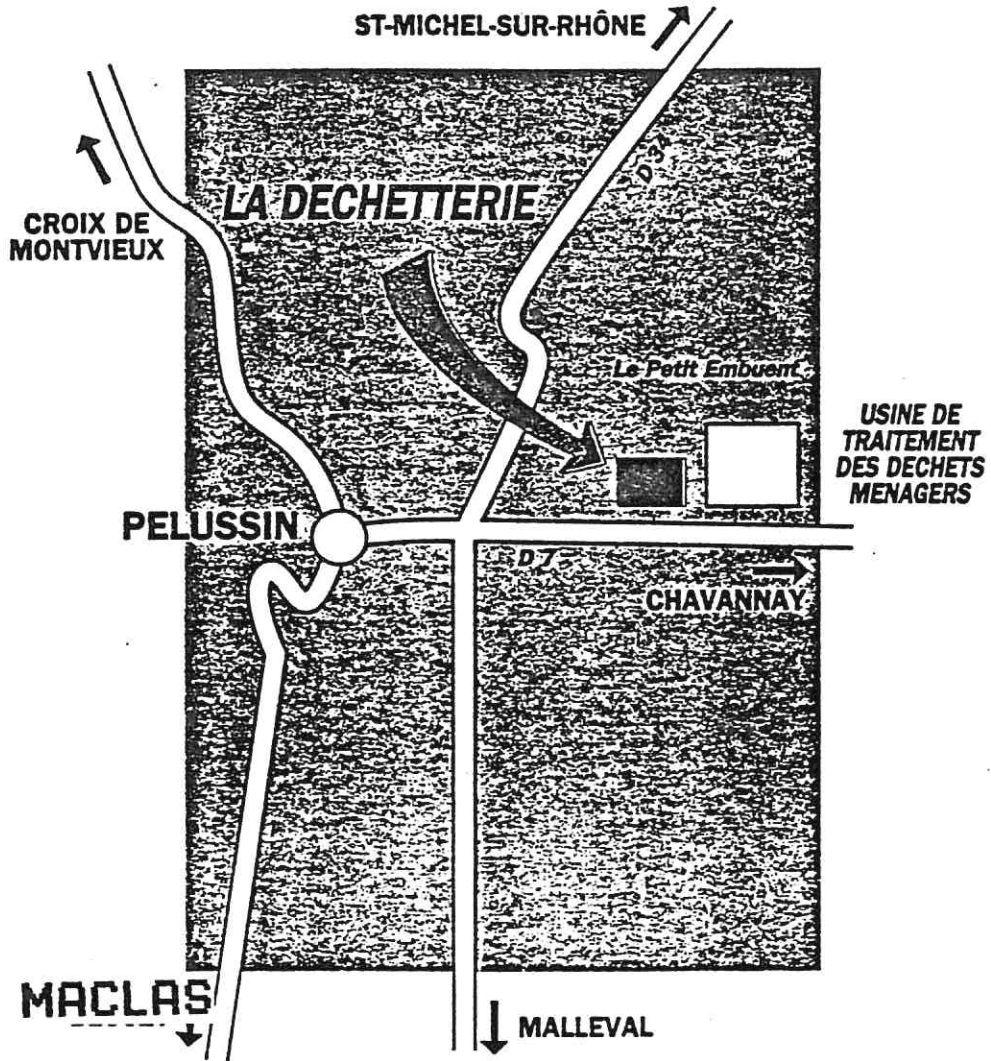 ST-MICHEL-SUR-RHÔNE
D 34
LA DECHETTERIE
CROIX DE
MONTVIEUX
Le Petit Embuent
USINE DE
TRAITEMENT
DES DECHETS
MENAGERS
PELUSSIN
D 7
CHAVANNAY
MACLAS
MALLEVAL